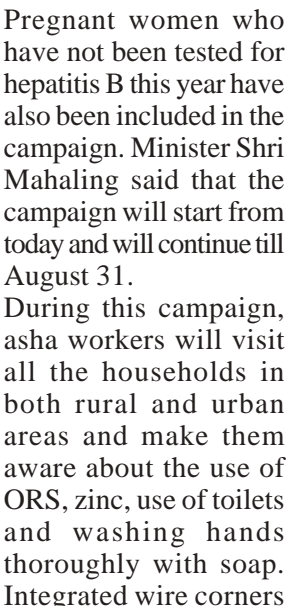 Pregnant women who
have not been tested for
hepatitis B this year have
also been included in the
campaign. Minister Shri
Mahaling said that the
campaign will start from
today and will continue till
August 31.
During this campaign,
asha workers will visit
all the households in
both rural and urban
areas and make them
aware about the use of
ORS, zinc, use of toilets
and washing hands
thoroughly with soap.
Integrated wire corners